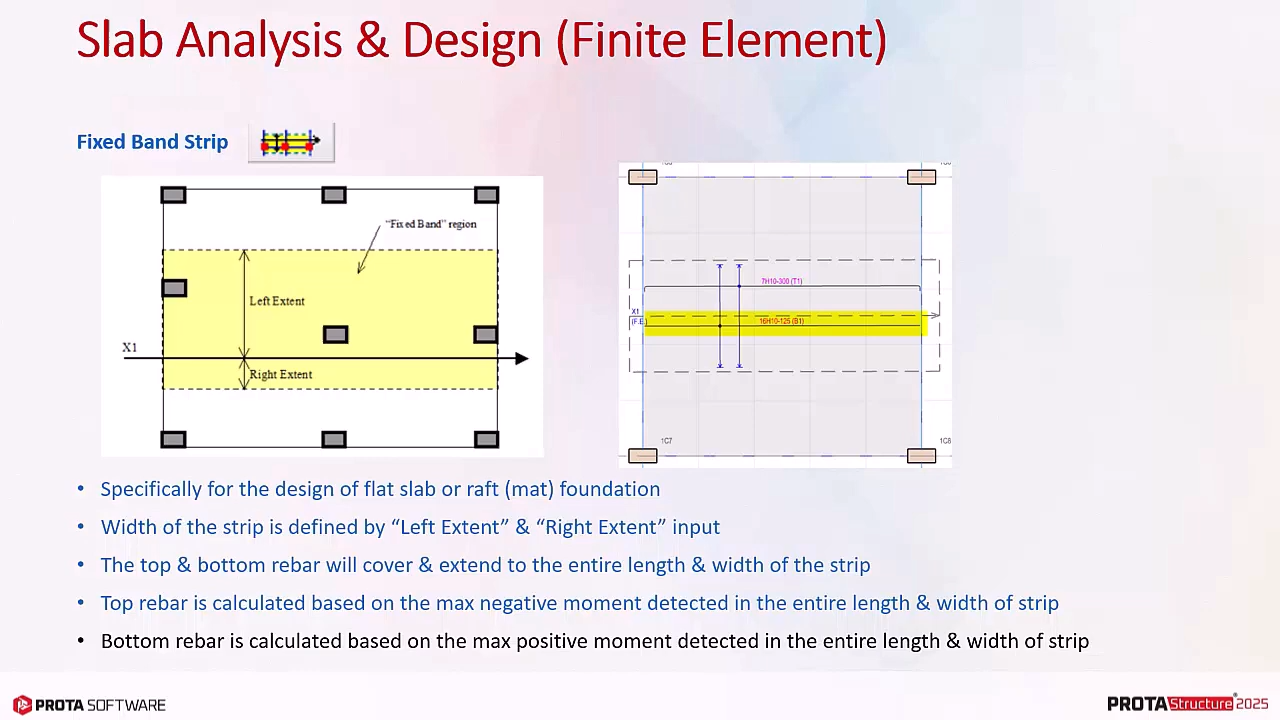 Slab Analysis & Design (Finite Element)
Fixed Band Strip
"Fixed Band" region
Left Extent
X1
Right Extent
7H10-300 (T1)
X1
(F.E.)
16H10-125 (B1)
1C7
1C8
• Specifically for the design of flat slab or raft (mat) foundation
• Width of the strip is defined by “Left Extent” & “Right Extent” input
• The top & bottom rebar will cover & extend to the entire length & width of the strip
• Top rebar is calculated based on the max negative moment detected in the entire length & width of strip
• Bottom rebar is calculated based on the max positive moment detected in the entire length & width of strip
PROTA SOFTWARE
PROTAStructure® 2025